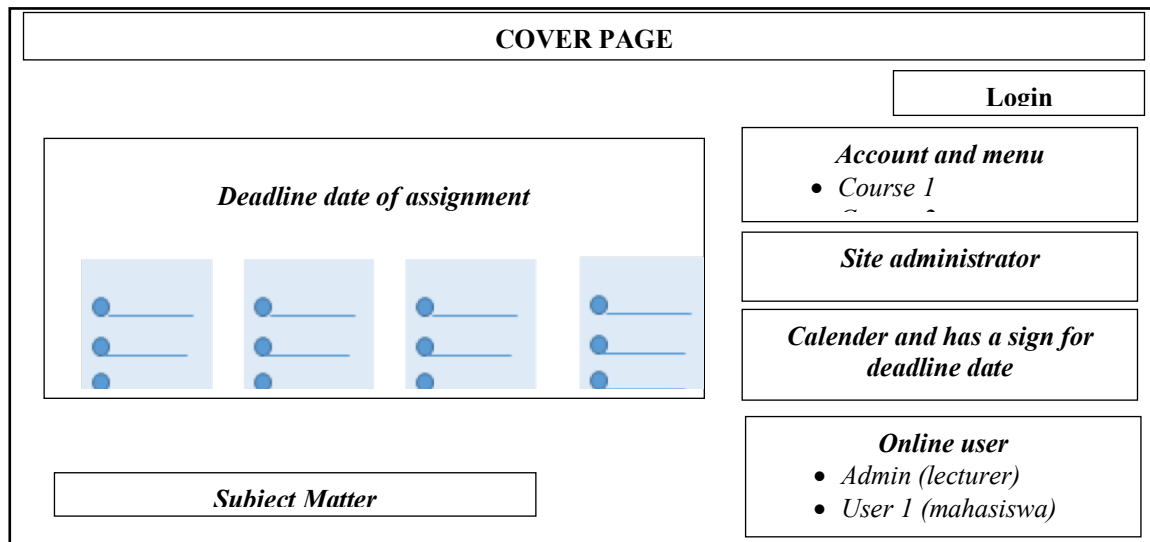 COVER PAGE
Login
Deadline date of assignment
Account and menu
• Course 1
Site administrator
Calender and has a sign for
deadline date
Online user
• Admin (lecturer)
• User 1 (mahasiswa)
Subject Matter